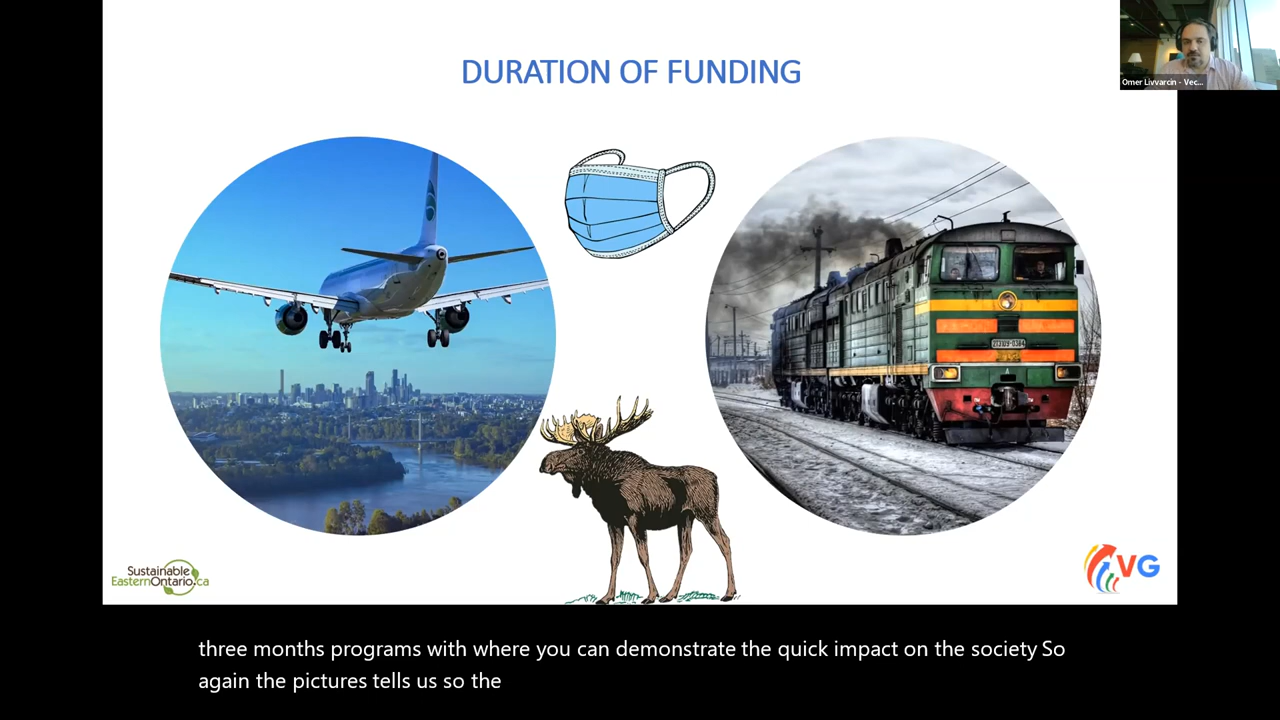 DURATION OF FUNDING
Omer Livvarcin - Vec...
Sustainable
EasternOntario.ca
VG
three months programs with where you can demonstrate the quick impact on the society So
again the pictures tells us so the